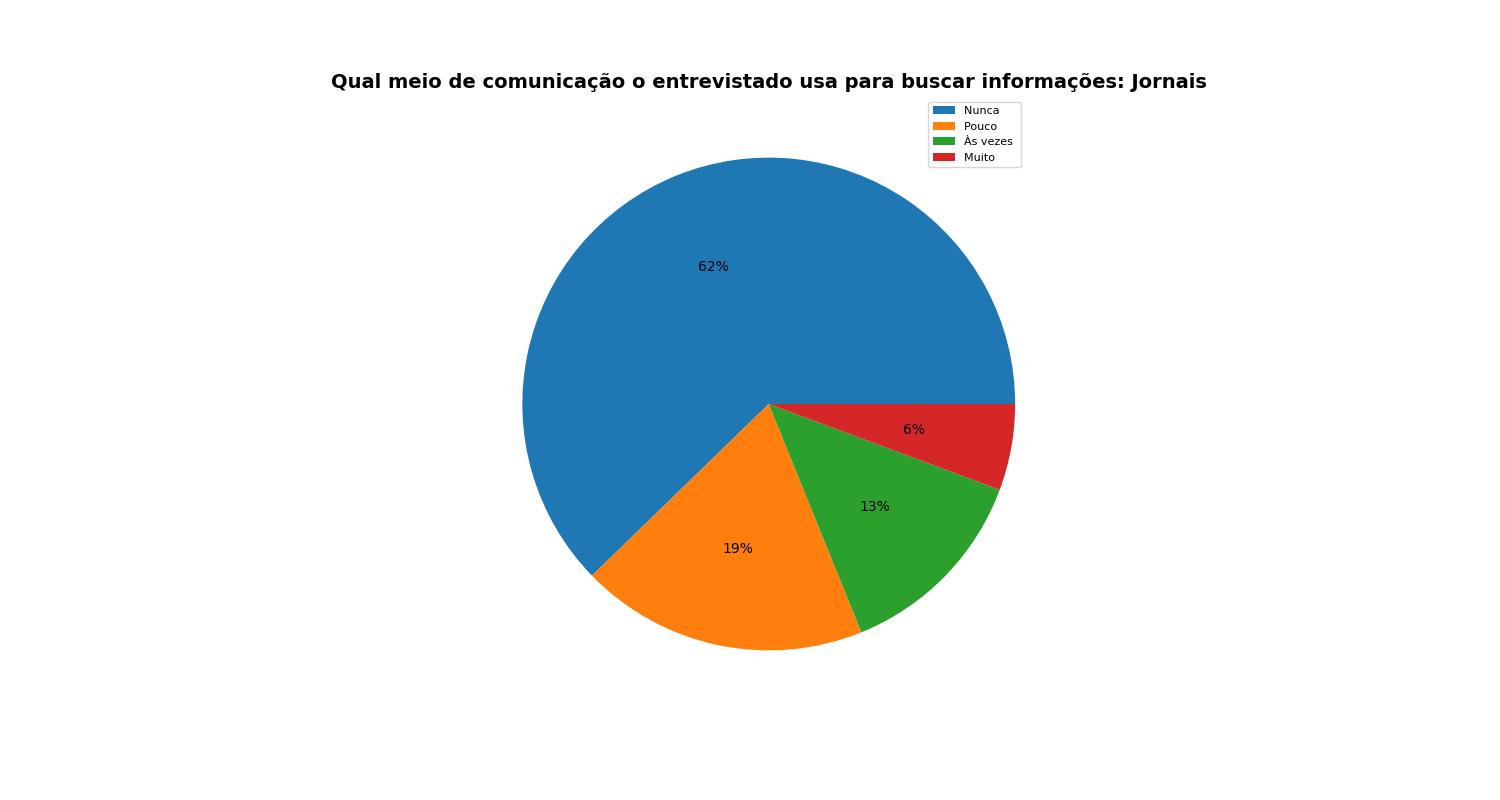 Qual meio de comunicação o entrevistado usa para buscar informações: Jornais
Nunca
Pouco
Às vezes
Muito
62%
6%
13%
19%